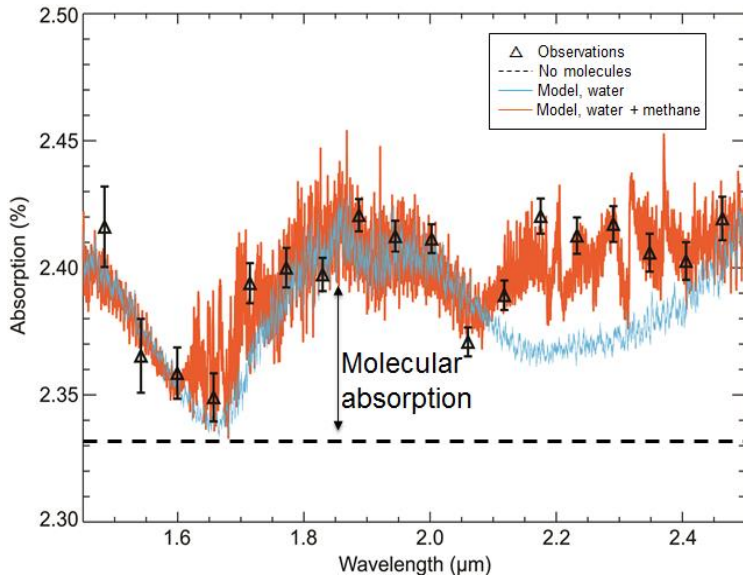 2.50
2.45
2.40
2.35
2.30
Absorption (%)
Observations
No molecules
Model, water
Model, water + methane
Molecular
absorption
1.6 1.8 2.0 2.2 2.4
Wavelength (μm)